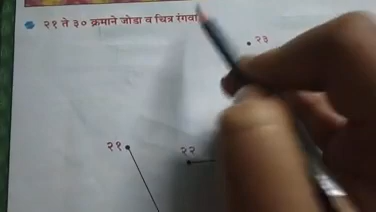 २१ ते ३० क्रमाने जोडा व चित्र रंगवा
२३
२१
२२